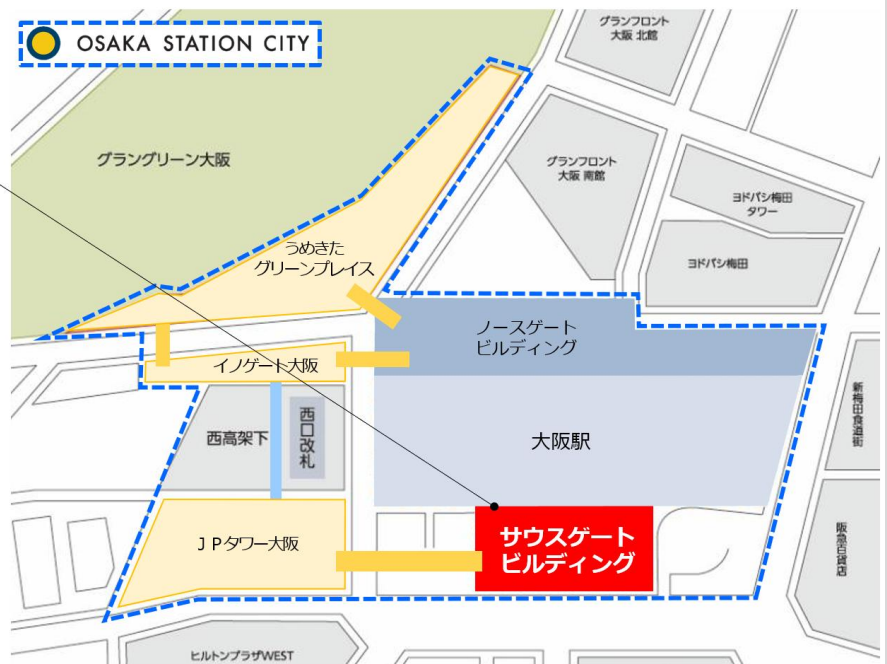 OSAKA STATION CITY
グランフロント
大阪 北館
グラングリーン大阪
グランフロント
大阪 南館
ヨドバシ梅田
タワー
うめきた
グリーンプレイス
ヨドバシ梅田
ノースゲート
ビルディング
イノゲート大阪
新梅田食道街
西高架下
西口改札
大阪駅
JPタワー大阪
サウスゲート
ビルディング
阪急百貨店
ヒルトンプラザWEST